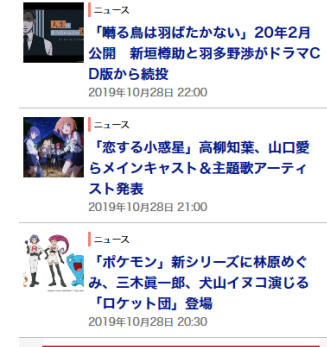 ニュース
「囀る鳥は羽ばたかない」20年2月
公開　新垣樽助と羽多野渉がドラマC
D版から続投
2019年10月28日 22:00
ニュース
「恋する小惑星」高柳知葉、山口愛
らメインキャスト＆主題歌アーティ
スト発表
2019年10月28日 21:00
ニュース
「ポケモン」新シリーズに林原めぐ
み、三木眞一郎、犬山イヌコ演じる
「ロケット団」登場
2019年10月28日 20:30